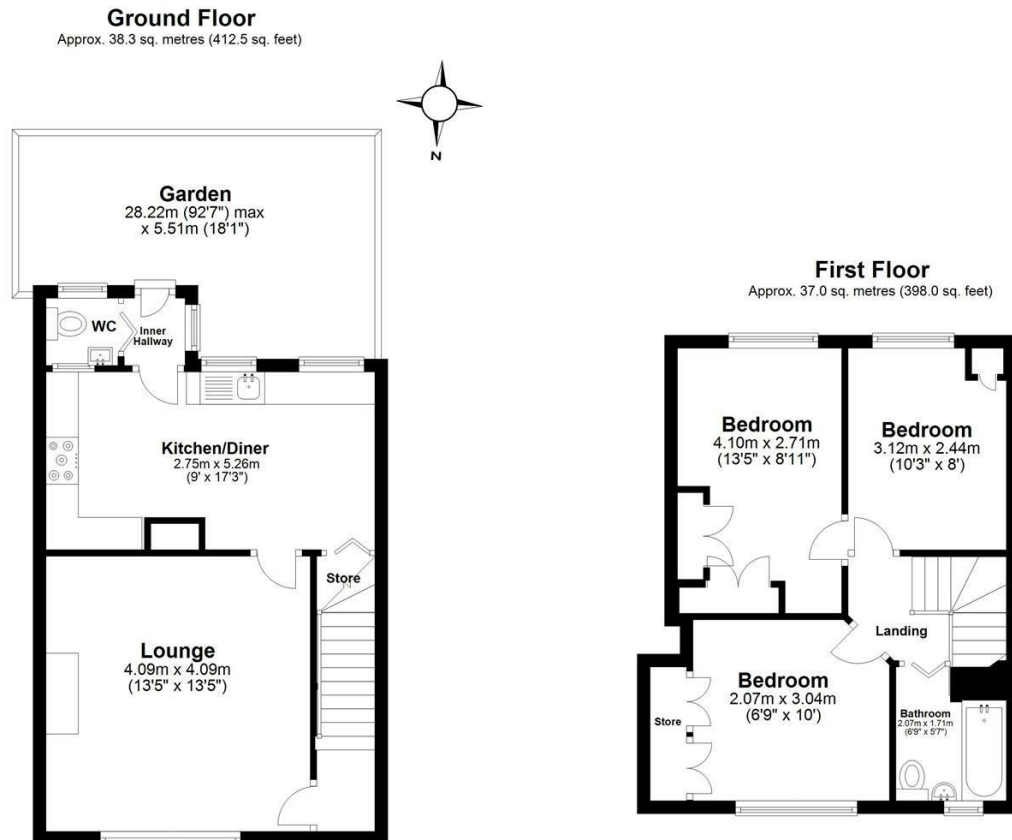 Ground Floor
Approx. 38.3 sq. metres (412.5 sq. feet)
N
Garden
28.22m (92'7") max
x 5.51m (18'1")
WC
Inner
Hallway
Kitchen/Diner
2.75m x 5.26m
(9' x 17'3")
Store
Lounge
4.09m x 4.09m
(13'5" x 13'5")
First Floor
Approx. 37.0 sq. metres (398.0 sq. feet)
Bedroom
4.10m x 2.71m
(13'5" x 8'11")
Bedroom
3.12m x 2.44m
(10'3" x 8')
Landing
Bedroom
2.07m x 3.04m
(6'9" x 10')
Store
Bathroom
2.07m x 1.71m
(6'9" x 5'7")